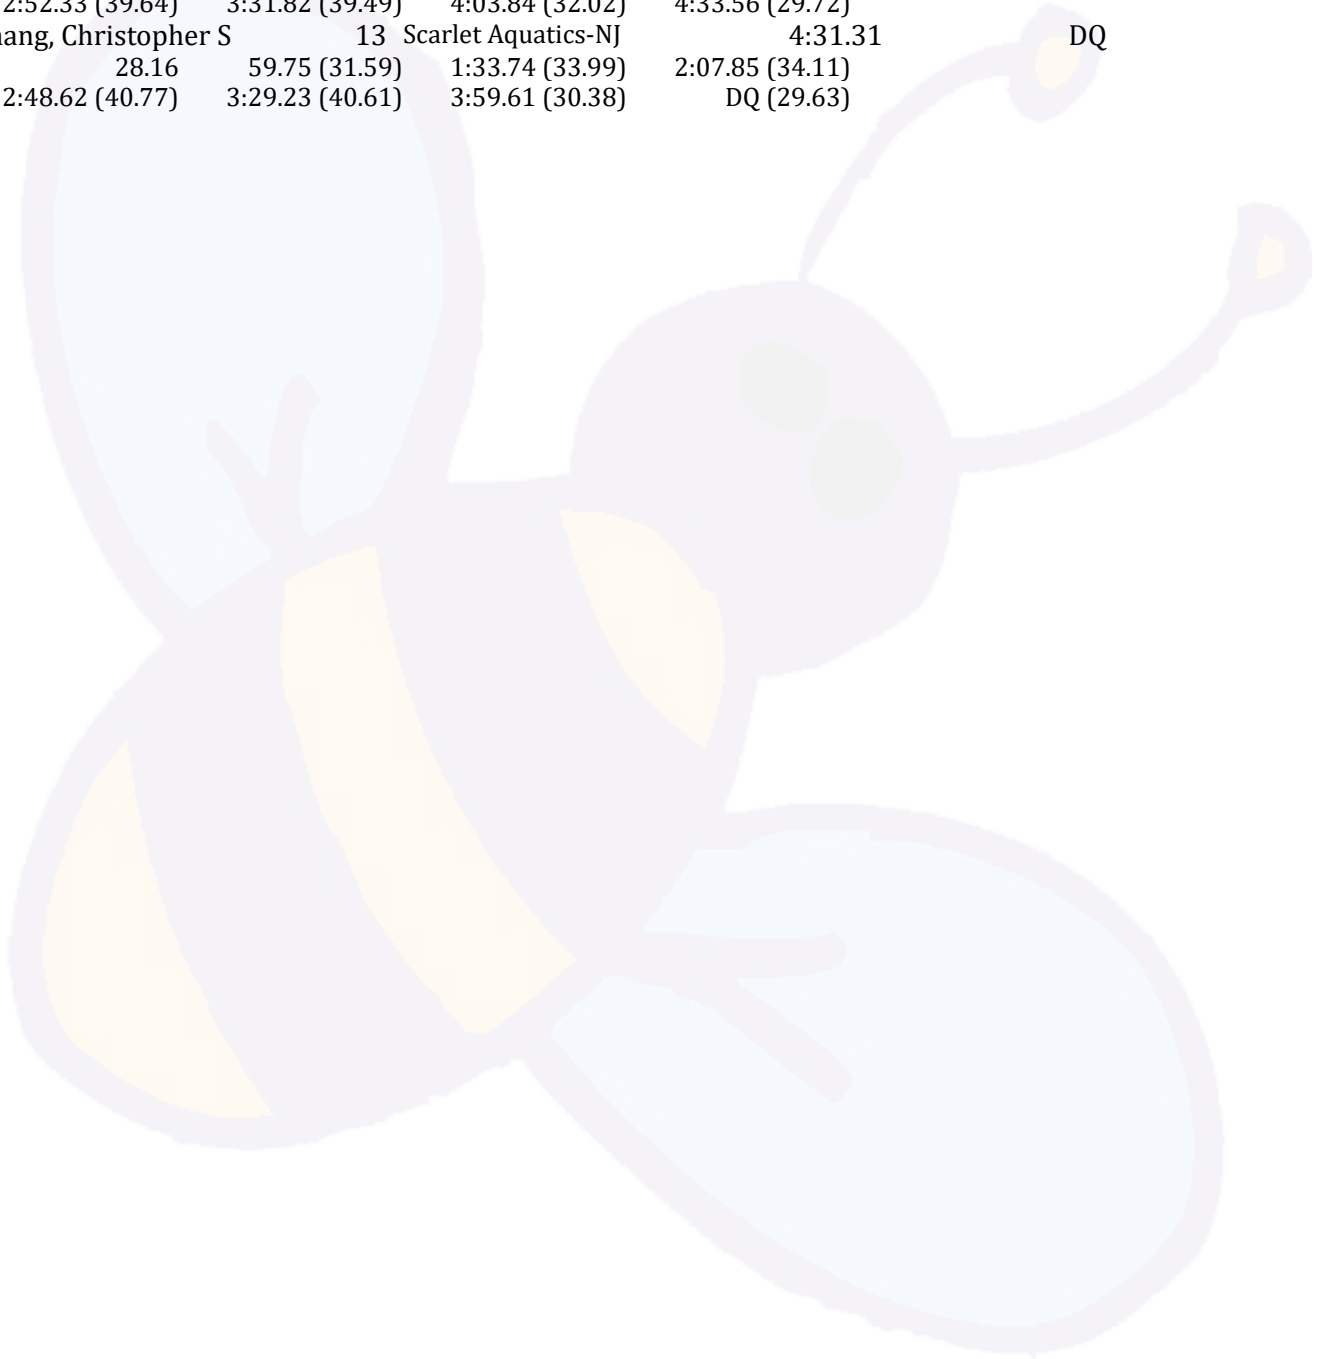 2:52.33 (39.64) 3:31.82 (39.49) 4:03.84 (32.02) 4:33.56 (29.72)
Christopher S 13 Scarlet Aquatics-NJ 4:31.31 DQ
28.16 59.75 (31.59) 1:33.74 (33.99) 2:07.85 (34.11)
2:48.62 (40.77) 3:29.23 (40.61) 3:59.61 (30.38) DQ (29.63)